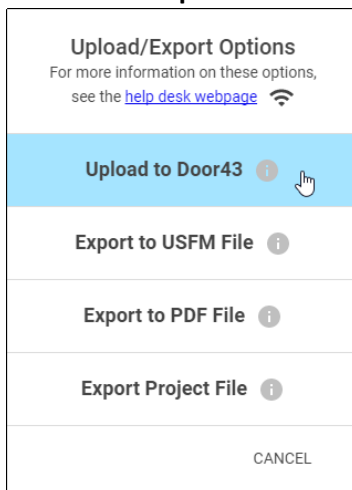 Upload/Export Options
For more information on these options,
see the help desk webpage
Upload to Door43
Export to USFM File
Export to PDF File
Export Project File
CANCEL